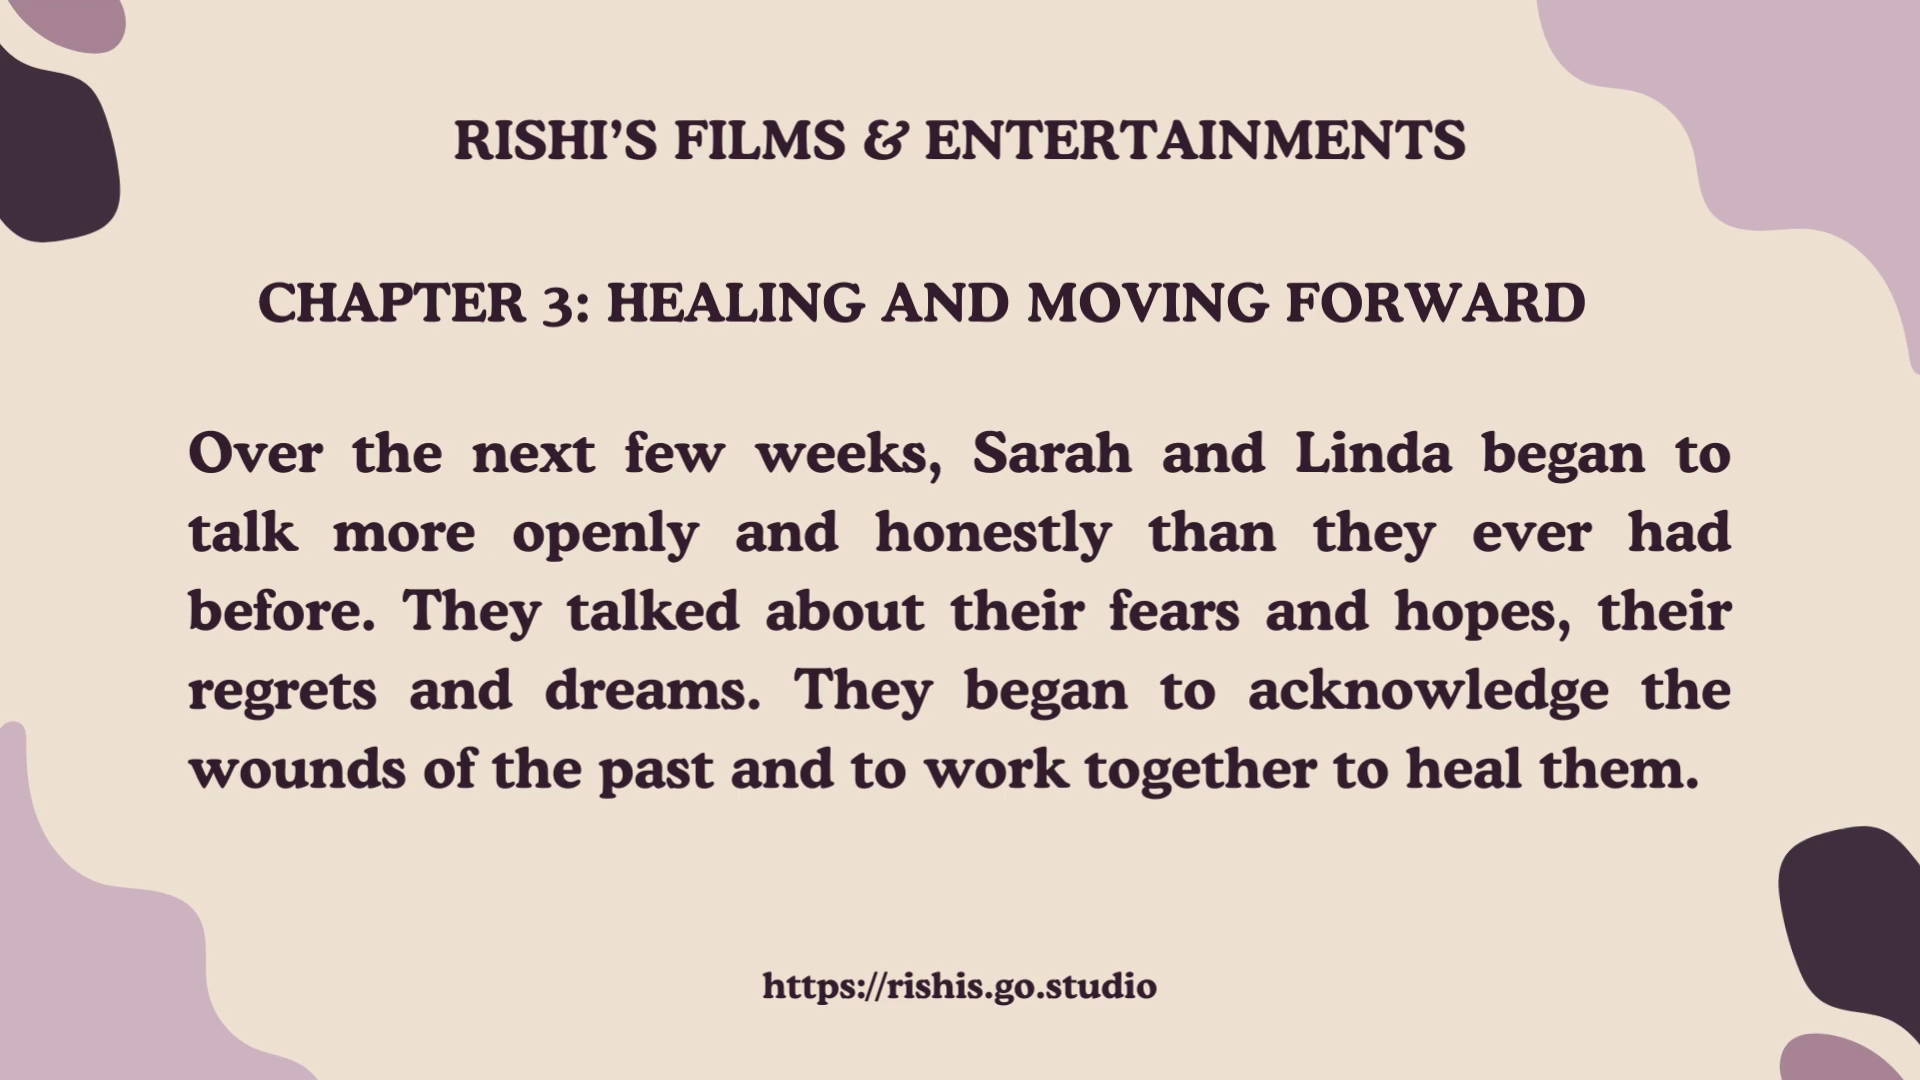 RISHI’S FILMS & ENTERTAINMENTS
CHAPTER 3: HEALING AND MOVING FORWARD
Over the next few weeks, Sarah and Linda began to
talk more openly and honestly than they ever had
before. They talked about their fears and hopes, their
regrets and dreams. They began to acknowledge the
wounds of the past and to work together to heal them.
https://rishis.go.studio